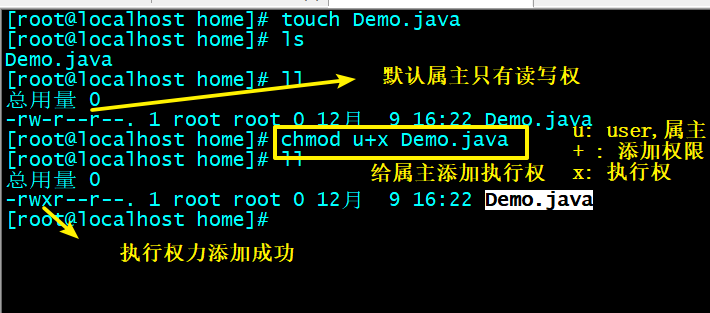 [root@localhost home]# touch Demo.java
[root@localhost home]# ls
Demo.java
[root@localhost home]# ll
默认属主只有读写权
总用量 0
-rw-r--r--. 1 root root 0 12月  9 16:22 Demo.java
[root@localhost home]# chmod u+x Demo.java
u: user,属主
[root@localhost home]# ll
+ : 添加权限
总用量 0
给属主添加执行权
x: 执行权
-rwxr--r--. 1 root root 0 12月  9 16:22 Demo.java
[root@localhost home]#
执行权力添加成功